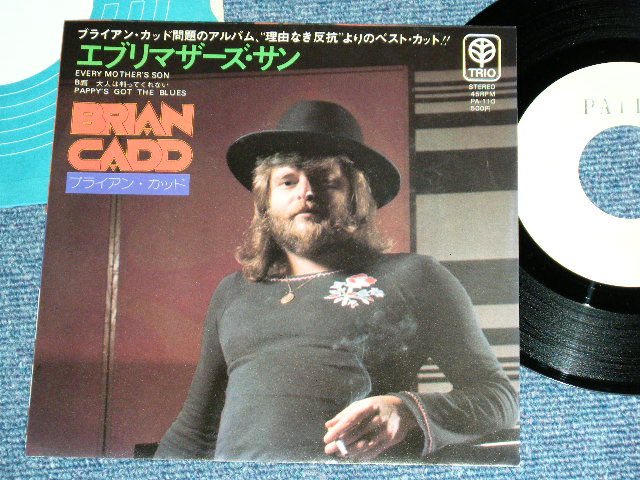 ブライアン・カッド問題のアルバム、“理由なき反抗”よりのベスト・カット!!
エブリマザーズ・サン
EVERY MOTHER'S SON
B面 大人は判ってくれない
PAPPY'S GOT THE BLUES
BRIAN
CADD
ブライアン・カッド
TRIO
STEREO
45RPM
PA-110
500円